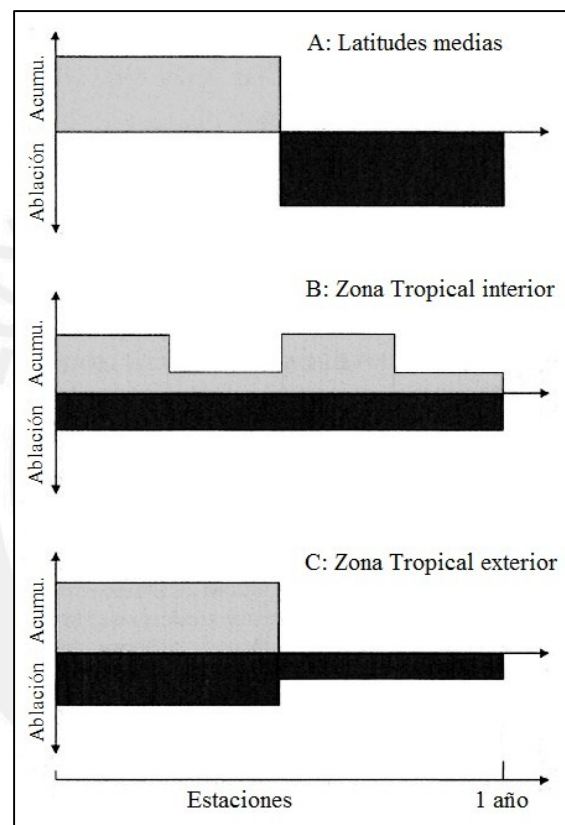 A: Latitudes medias
Acumu.
Ablación
B: Zona Tropical interior
Acumu.
Ablación
C: Zona Tropical exterior
Acumu.
Ablación
Estaciones
1 año